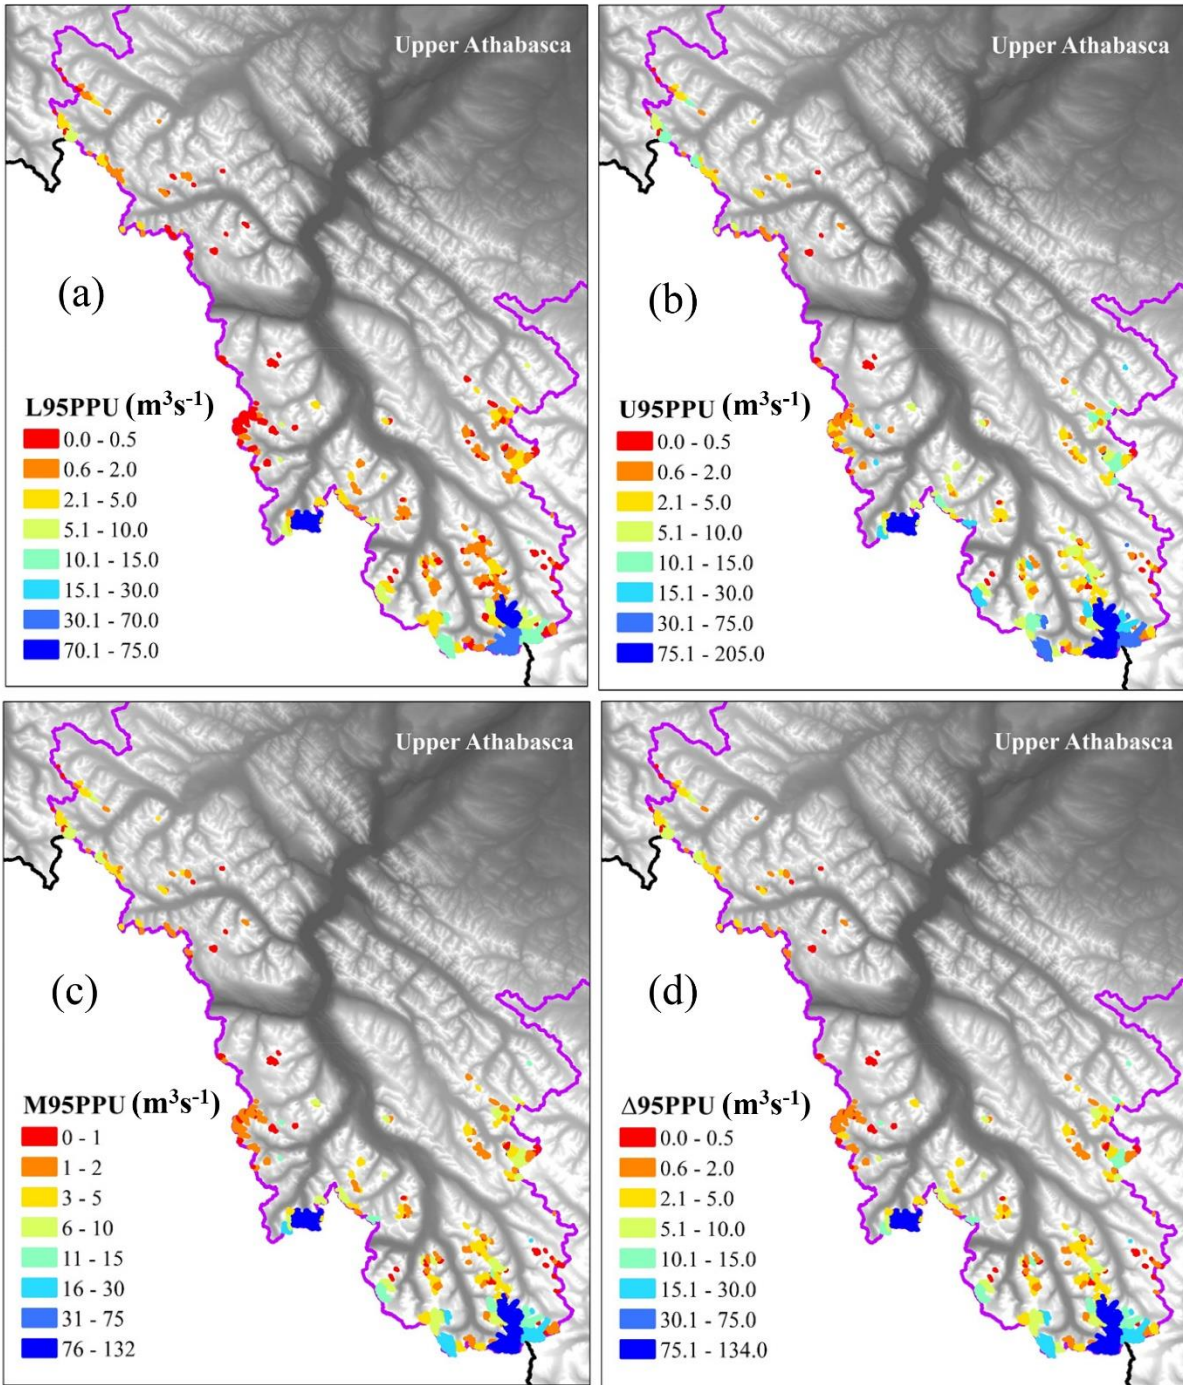 Upper Athabasca
(a)
L95PPU (m³s⁻¹)
0.0 - 0.5
0.6 - 2.0
2.1 - 5.0
5.1 - 10.0
10.1 - 15.0
15.1 - 30.0
30.1 - 70.0
70.1 - 75.0
Upper Athabasca
(b)
U95PPU (m³s⁻¹)
0.0 - 0.5
0.6 - 2.0
2.1 - 5.0
5.1 - 10.0
10.1 - 15.0
15.1 - 30.0
30.1 - 75.0
75.1 - 205.0
Upper Athabasca
(c)
M95PPU (m³s⁻¹)
0 - 1
1 - 2
3 - 5
6 - 10
11 - 15
16 - 30
31 - 75
76 - 132
Upper Athabasca
(d)
Δ95PPU (m³s⁻¹)
0.0 - 0.5
0.6 - 2.0
2.1 - 5.0
5.1 - 10.0
10.1 - 15.0
15.1 - 30.0
30.1 - 75.0
75.1 - 134.0